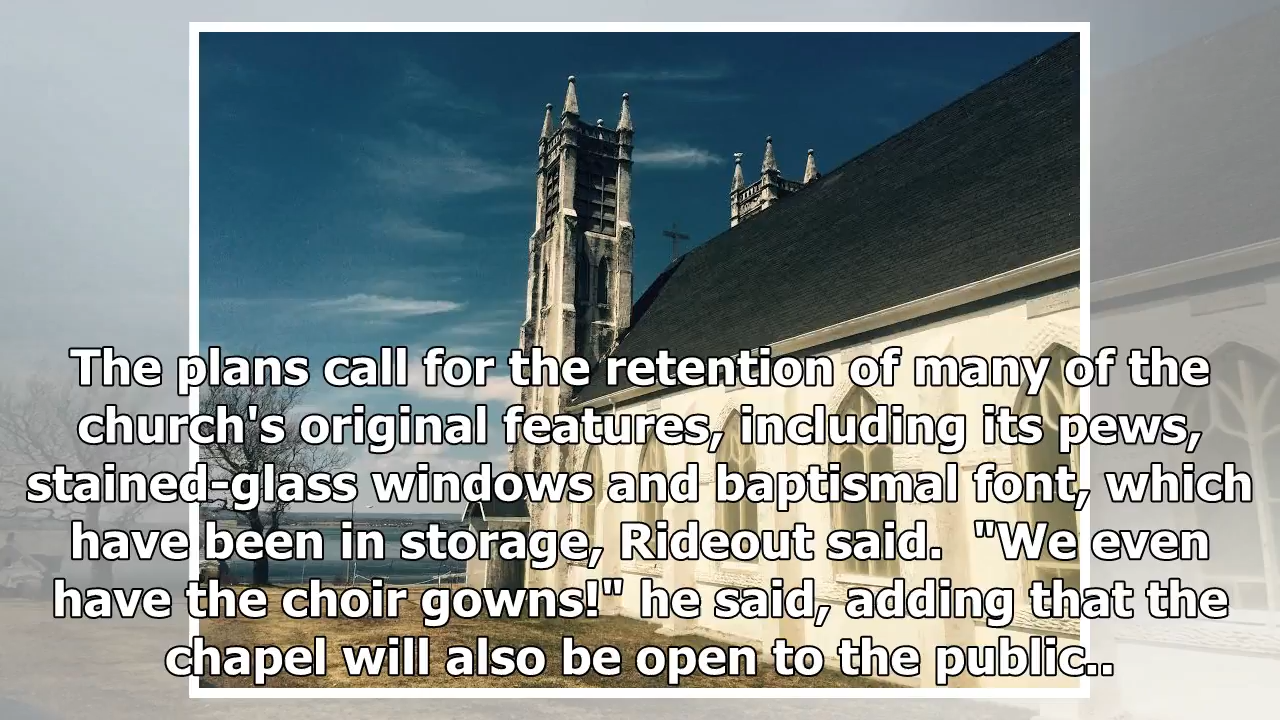 The plans call for the retention of many of the
church's original features, including its pews,
stained-glass windows and baptismal font, which
have been in storage, Rideout said.  "We even
have the choir gowns!" he said, adding that the
chapel will also be open to the public..